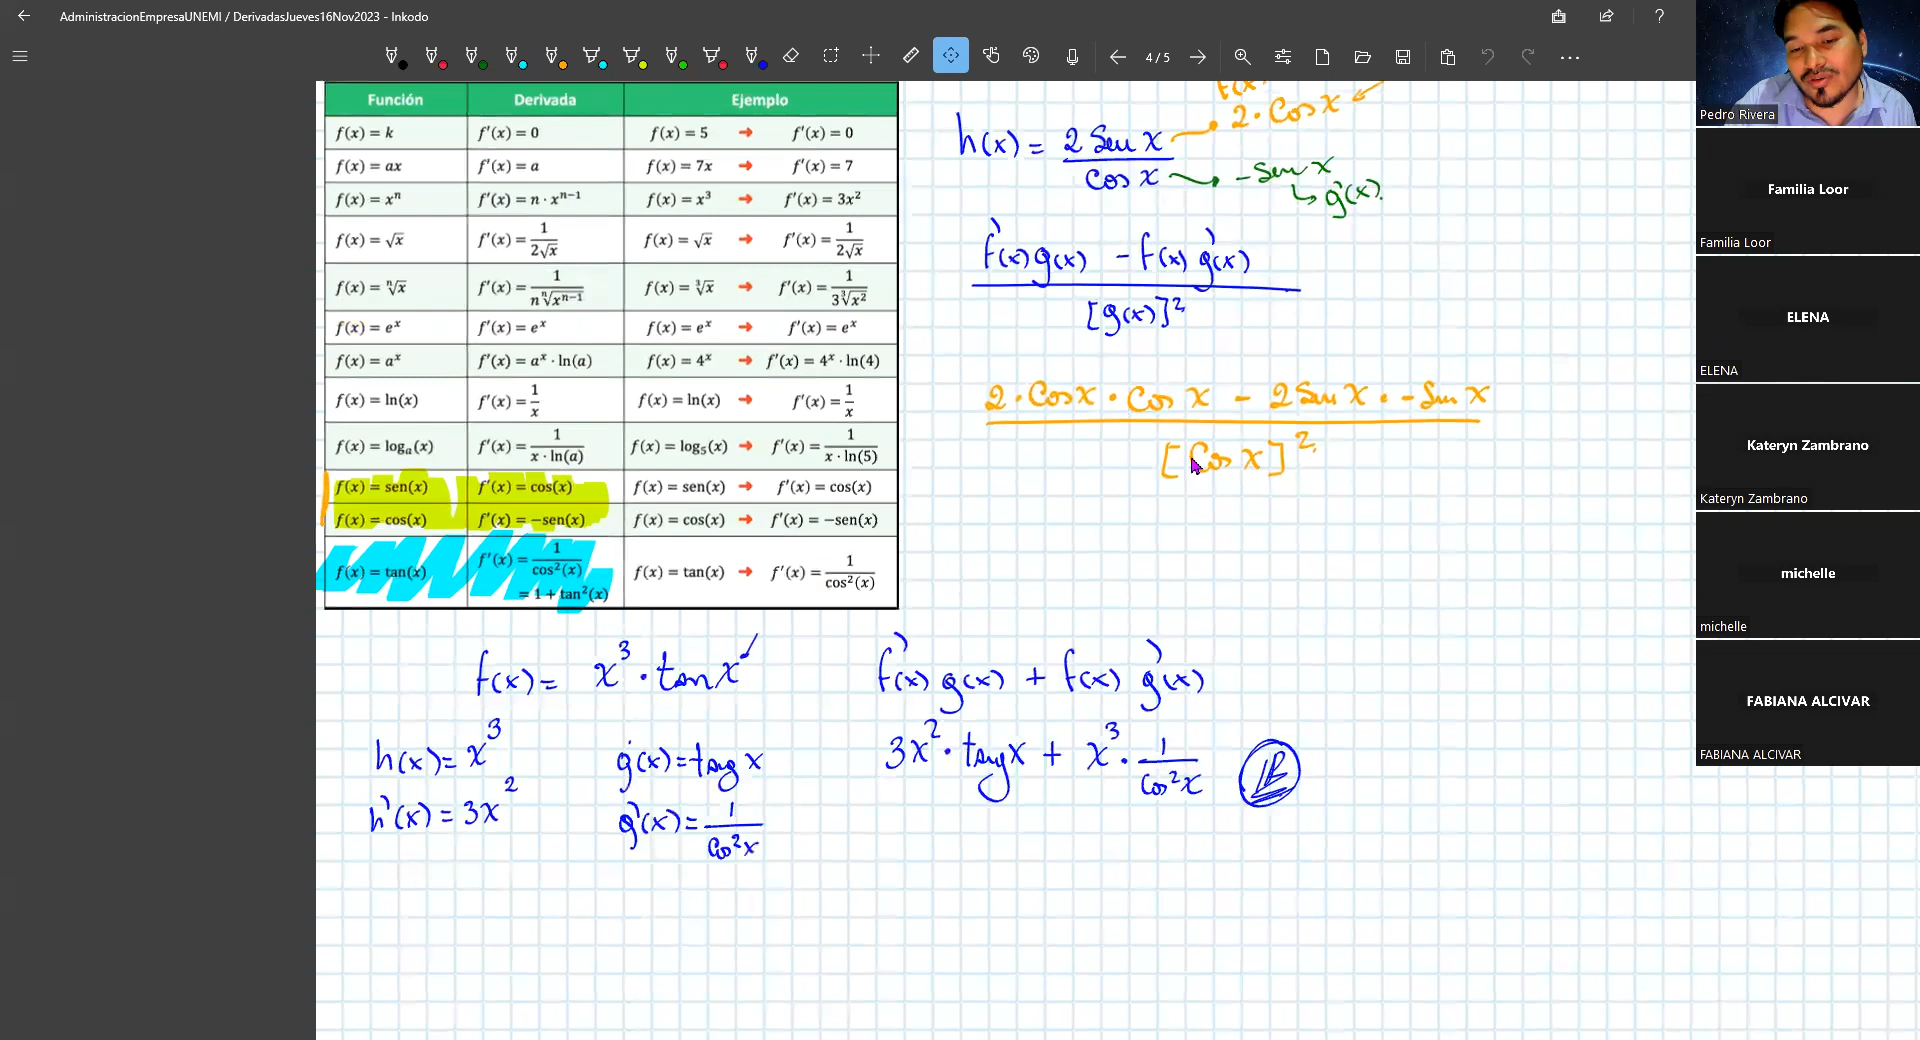 AdministracionEmpresaUNEMI / DerivadasJueves16Nov2023 - Inkodo
4 / 5
Función Derivada Ejemplo
f(x) = k f'(x) = 0 f(x) = 5 ➜ f'(x) = 0
f(x) = ax f'(x) = a f(x) = 7x ➜ f'(x) = 7
f(x) = xⁿ f'(x) = n · xⁿ⁻¹ f(x) = x³ ➜ f'(x) = 3x²
f(x) = √x f'(x) = 1/(2√x) f(x) = √x ➜ f'(x) = 1/(2√x)
f(x) = ⁿ√x f'(x) = 1/(n ⁿ√(xⁿ⁻¹)) f(x) = ³√x ➜ f'(x) = 1/(3 ³√(x²))
f(x) = eˣ f'(x) = eˣ f(x) = eˣ ➜ f'(x) = eˣ
f(x) = aˣ f'(x) = aˣ · ln(a) f(x) = 4ˣ ➜ f'(x) = 4ˣ · ln(4)
f(x) = ln(x) f'(x) = 1/x f(x) = ln(x) ➜ f'(x) = 1/x
f(x) = logₐ(x) f'(x) = 1/(x · ln(a)) f(x) = log₅(x) ➜ f'(x) = 1/(x · ln(5))
f(x) = sen(x) f'(x) = cos(x) f(x) = sen(x) ➜ f'(x) = cos(x)
f(x) = cos(x) f'(x) = −sen(x) f(x) = cos(x) ➜ f'(x) = −sen(x)
f(x) = tan(x) f'(x) = 1/cos²(x) = 1 + tan²(x) f(x) = tan(x) ➜ f'(x) = 1/cos²(x)
2 · Cos x
h(x) = 2 Sen x
Cos x
- Sen x
g'(x)
f'(x) g(x) - f(x) g'(x)
[g(x)]²
2 · Cos x · Cos x - 2 Sen x · - Sen x
[Cos x]²
f(x) = x³ · tan x
f'(x) g(x) + f(x) g'(x)
h(x) = x³
g(x) = tang x
3x² · tang x + x³ · 1/Cos²x
h'(x) = 3x²
g'(x) = 1/Cos²x
Pedro Rivera
Familia Loor
Familia Loor
ELENA
ELENA
Kateryn Zambrano
Kateryn Zambrano
michelle
michelle
FABIANA ALCIVAR
FABIANA ALCIVAR